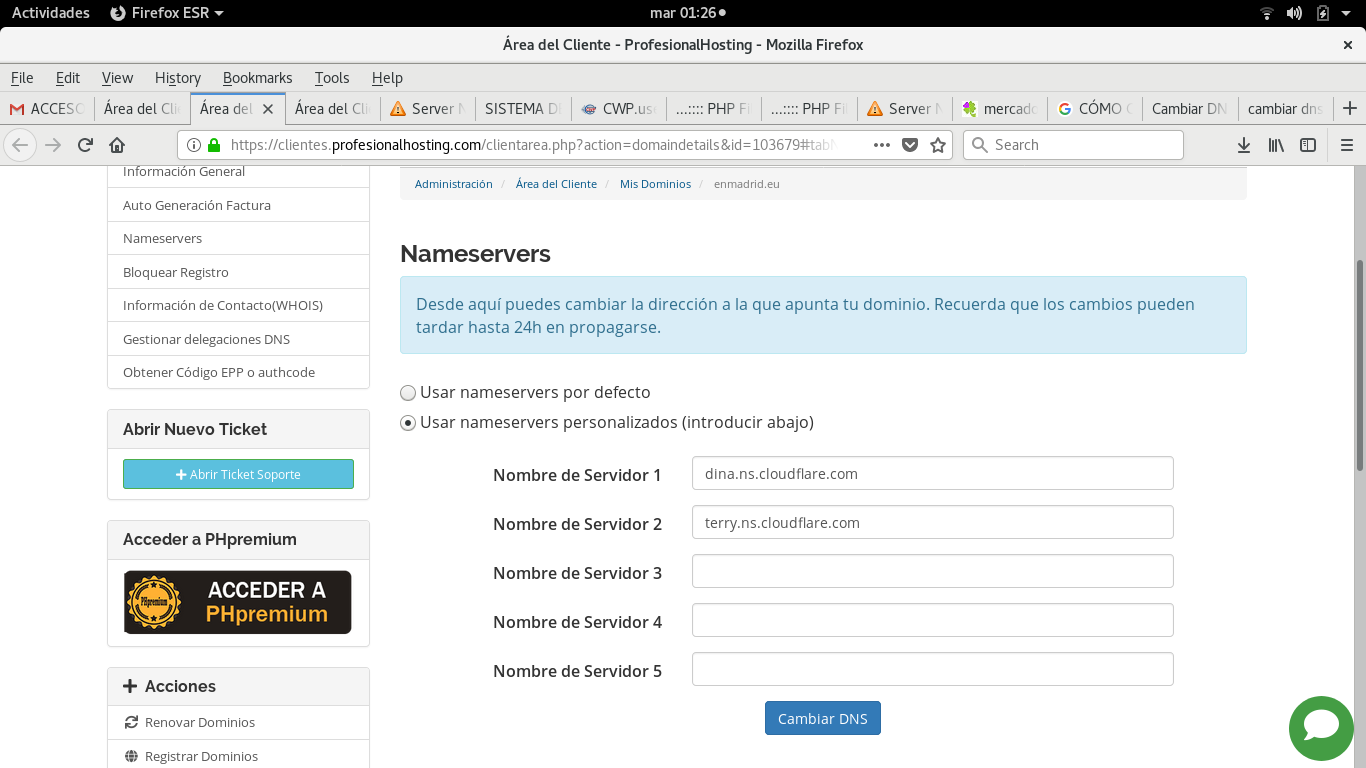 Actividades
Firefox ESR
mar 01:26
Área del Cliente - ProfesionalHosting - Mozilla Firefox
File Edit View History Bookmarks Tools Help
ACCESO
Área del Clie
Área del
Área del Clie
Server N
SISTEMA DE
CWP.use
...:::: PHP Fi
...:::: PHP Fi
Server N
mercado
CÓMO C
Cambiar DN
cambiar dns
https://clientes.profesionalhosting.com/clientarea.php?action=domaindetails&id=103679#tabN
Search
Información General
Auto Generación Factura
Nameservers
Bloquear Registro
Información de Contacto(WHOIS)
Gestionar delegaciones DNS
Obtener Código EPP o authcode
Abrir Nuevo Ticket
Abrir Ticket Soporte
Acceder a PHpremium
PHpremium
ACCEDER A
PHpremium
Acciones
Renovar Dominios
Registrar Dominios
Administración / Área del Cliente / Mis Dominios / enmadrid.eu
Nameservers
Desde aquí puedes cambiar la dirección a la que apunta tu dominio. Recuerda que los cambios pueden
tardar hasta 24h en propagarse.
Usar nameservers por defecto
Usar nameservers personalizados (introducir abajo)
Nombre de Servidor 1 dina.ns.cloudflare.com
Nombre de Servidor 2 terry.ns.cloudflare.com
Nombre de Servidor 3
Nombre de Servidor 4
Nombre de Servidor 5
Cambiar DNS